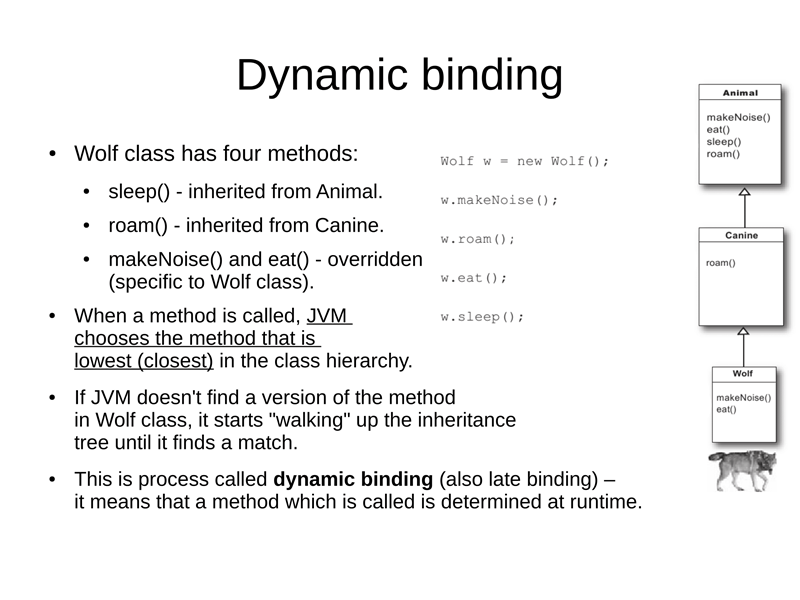 Dynamic binding
• Wolf class has four methods:
• sleep() - inherited from Animal.
• roam() - inherited from Canine.
• makeNoise() and eat() - overridden
(specific to Wolf class).
• When a method is called, JVM
chooses the method that is
lowest (closest) in the class hierarchy.
• If JVM doesn't find a version of the method
in Wolf class, it starts "walking" up the inheritance
tree until it finds a match.
• This is process called dynamic binding (also late binding) –
it means that a method which is called is determined at runtime.
Wolf w = new Wolf();
w.makeNoise();
w.roam();
w.eat();
w.sleep();
Animal
makeNoise()
eat()
sleep()
roam()
Canine
roam()
Wolf
makeNoise()
eat()